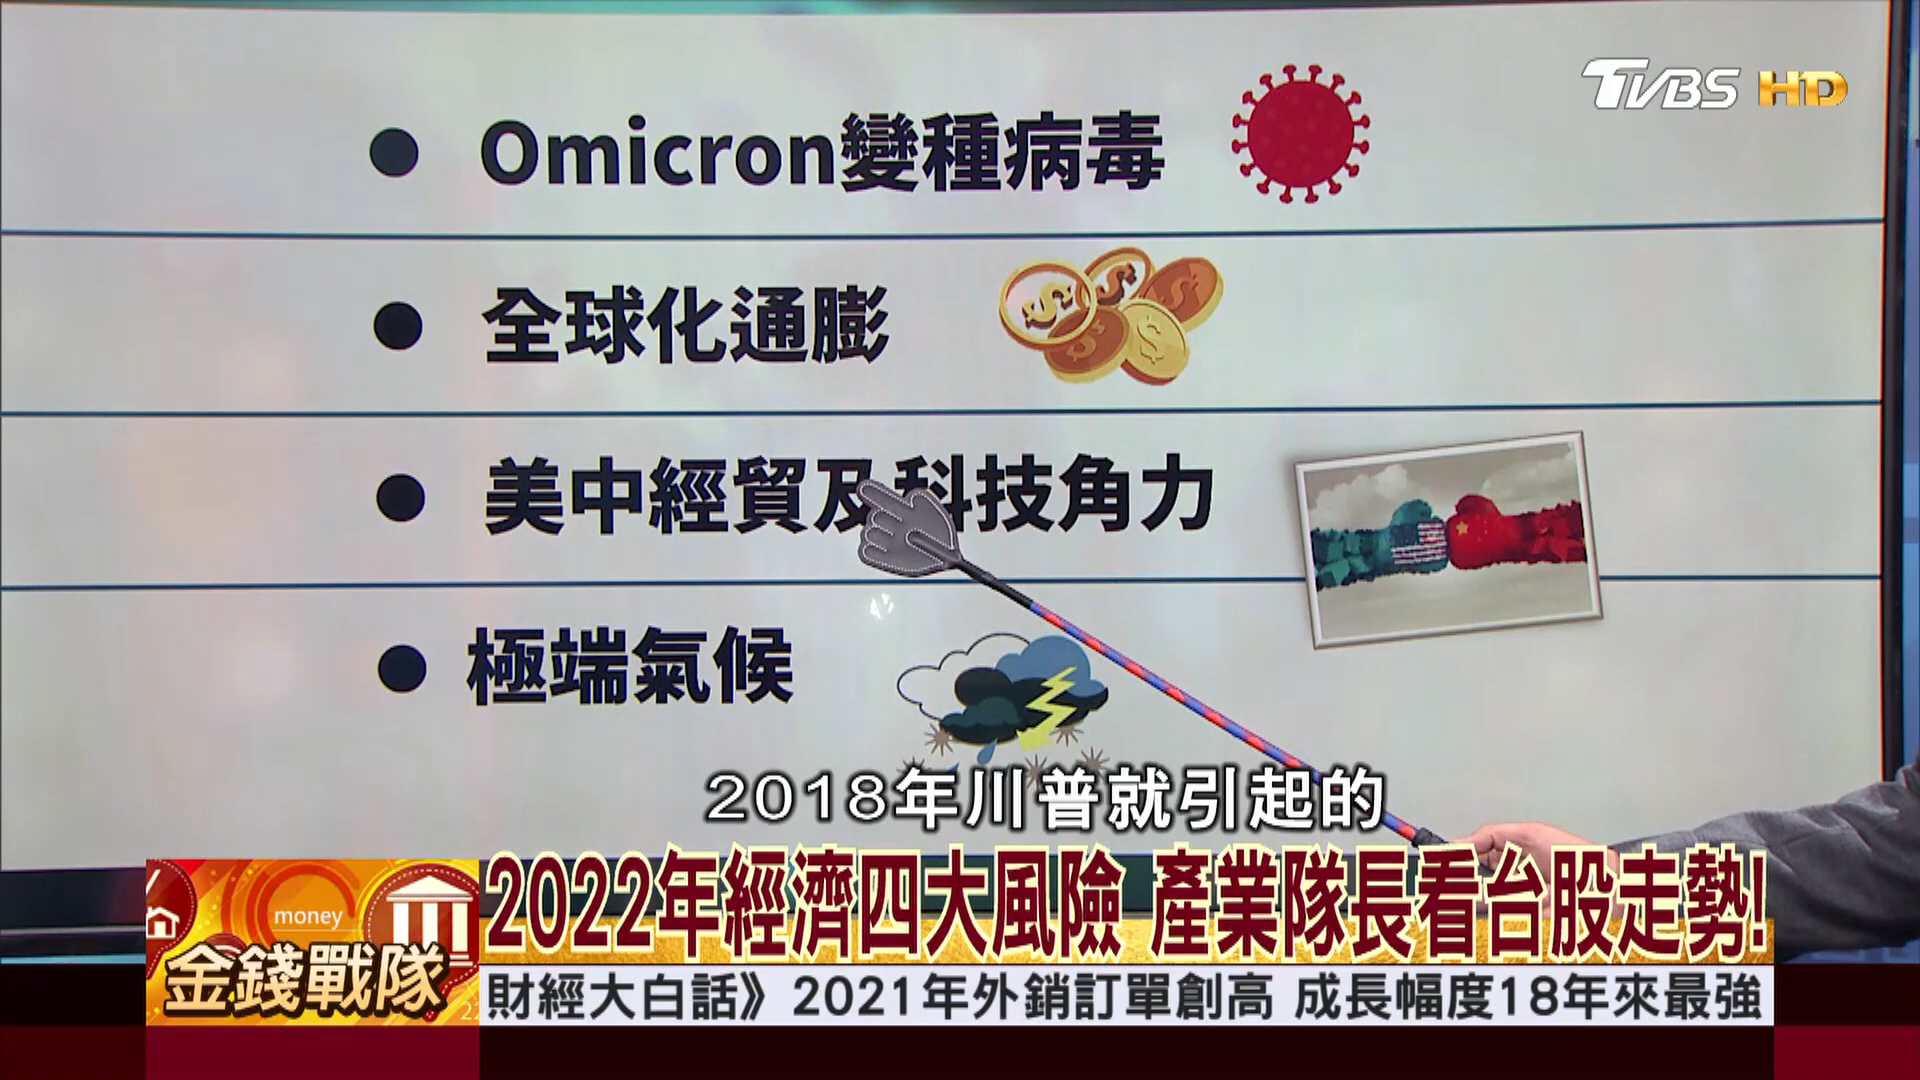 TVBS HD
● Omicron變種病毒
● 全球化通膨
● 美中經貿及科技角力
● 極端氣候
2018年川普就引起的
money
金錢戰隊
2022年經濟四大風險 產業隊長看台股走勢!
財經大白話》2021年外銷訂單創高 成長幅度18年來最強